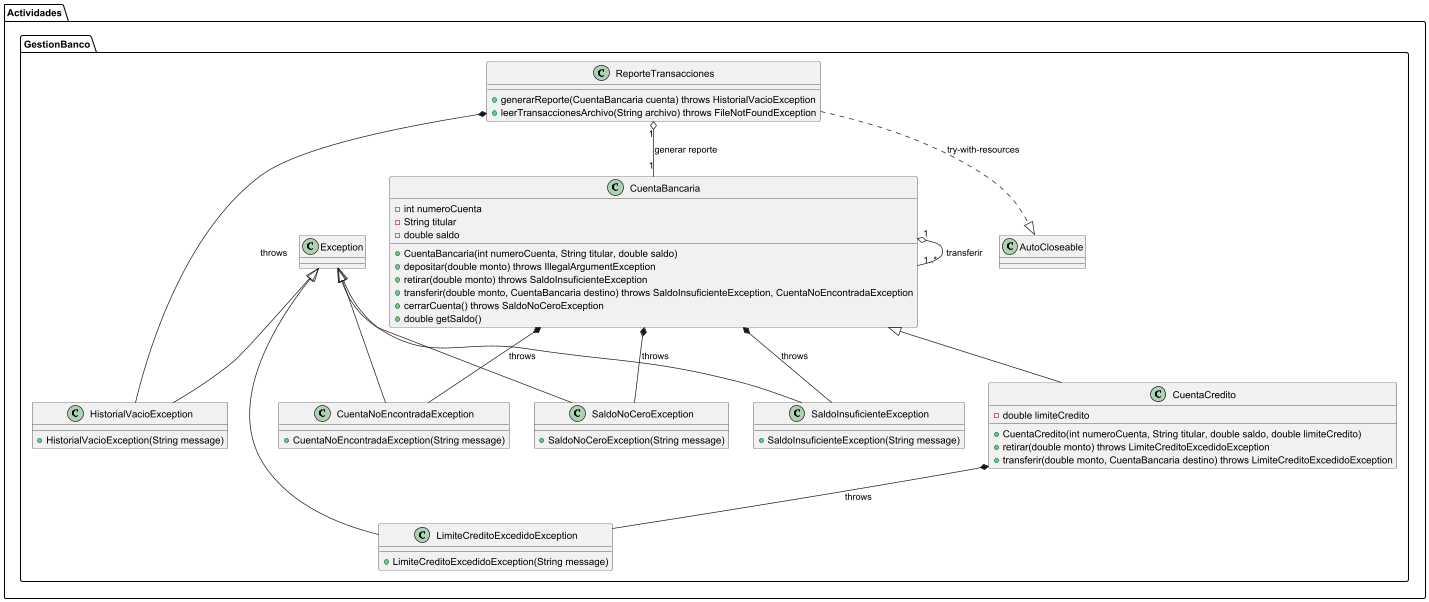 Actividades
GestionBanco
C ReporteTransacciones
generarReporte(CuentaBancaria cuenta) throws HistorialVacioException
leerTransaccionesArchivo(String archivo) throws FileNotFoundException
1
generar reporte
1
try-with-resources
C CuentaBancaria
int numeroCuenta
String titular
double saldo
CuentaBancaria(int numeroCuenta, String titular, double saldo)
depositar(double monto) throws IllegalArgumentException
retirar(double monto) throws SaldoInsuficienteException
transferir(double monto, CuentaBancaria destino) throws SaldoInsuficienteException, CuentaNoEncontradaException
cerrarCuenta() throws SaldoNoCeroException
double getSaldo()
1
transferir
1..*
throws
C Exception
C AutoCloseable
throws
throws
throws
C HistorialVacioException
HistorialVacioException(String message)
C CuentaNoEncontradaException
CuentaNoEncontradaException(String message)
C SaldoNoCeroException
SaldoNoCeroException(String message)
C SaldoInsuficienteException
SaldoInsuficienteException(String message)
C CuentaCredito
double limiteCredito
CuentaCredito(int numeroCuenta, String titular, double saldo, double limiteCredito)
retirar(double monto) throws LimiteCreditoExcedidoException
transferir(double monto, CuentaBancaria destino) throws LimiteCreditoExcedidoException
throws
C LimiteCreditoExcedidoException
LimiteCreditoExcedidoException(String message)